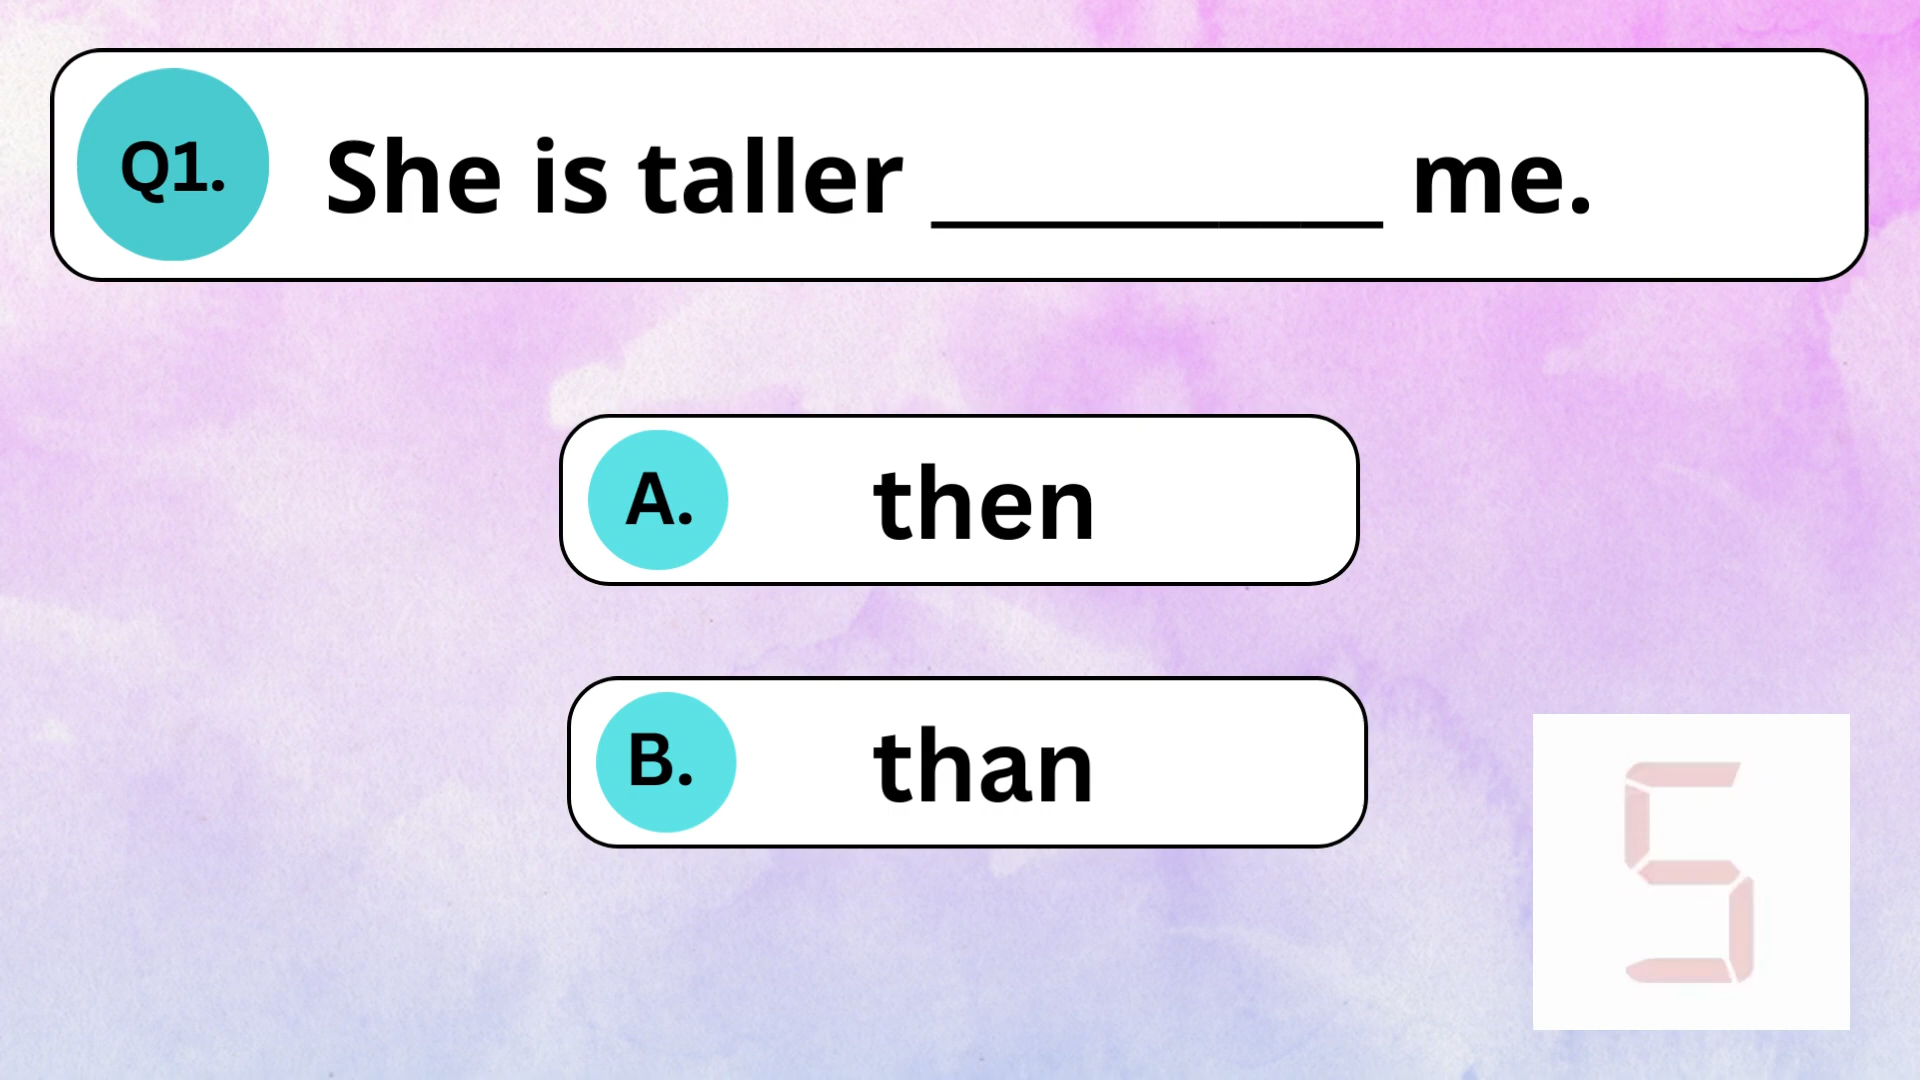 Q1. She is taller __________ me.
A. then
B. than
5